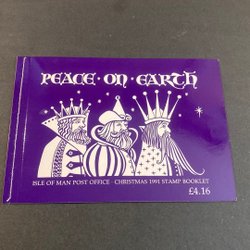 PEACE · ON · EARTH
ISLE OF MAN POST OFFICE · CHRISTMAS 1991 STAMP BOOKLET
£4.16